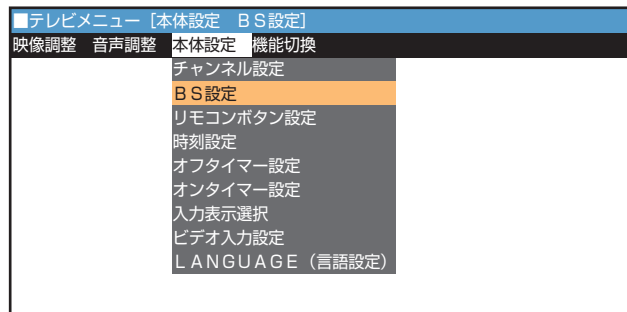 ■テレビメニュー［本体設定　ＢＳ設定］
映像調整　音声調整　本体設定　機能切換
チャンネル設定
ＢＳ設定
リモコンボタン設定
時刻設定
オフタイマー設定
オンタイマー設定
入力表示選択
ビデオ入力設定
ＬＡＮＧＵＡＧＥ（言語設定）